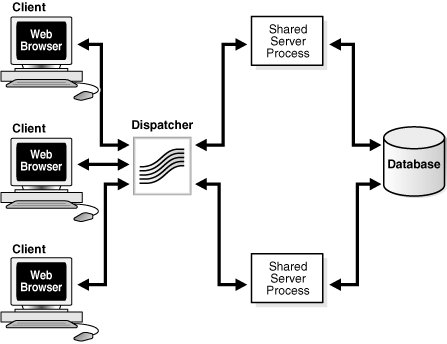 Client
Web
Browser
Client
Web
Browser
Client
Web
Browser
Dispatcher
Shared
Server
Process
Shared
Server
Process
Database